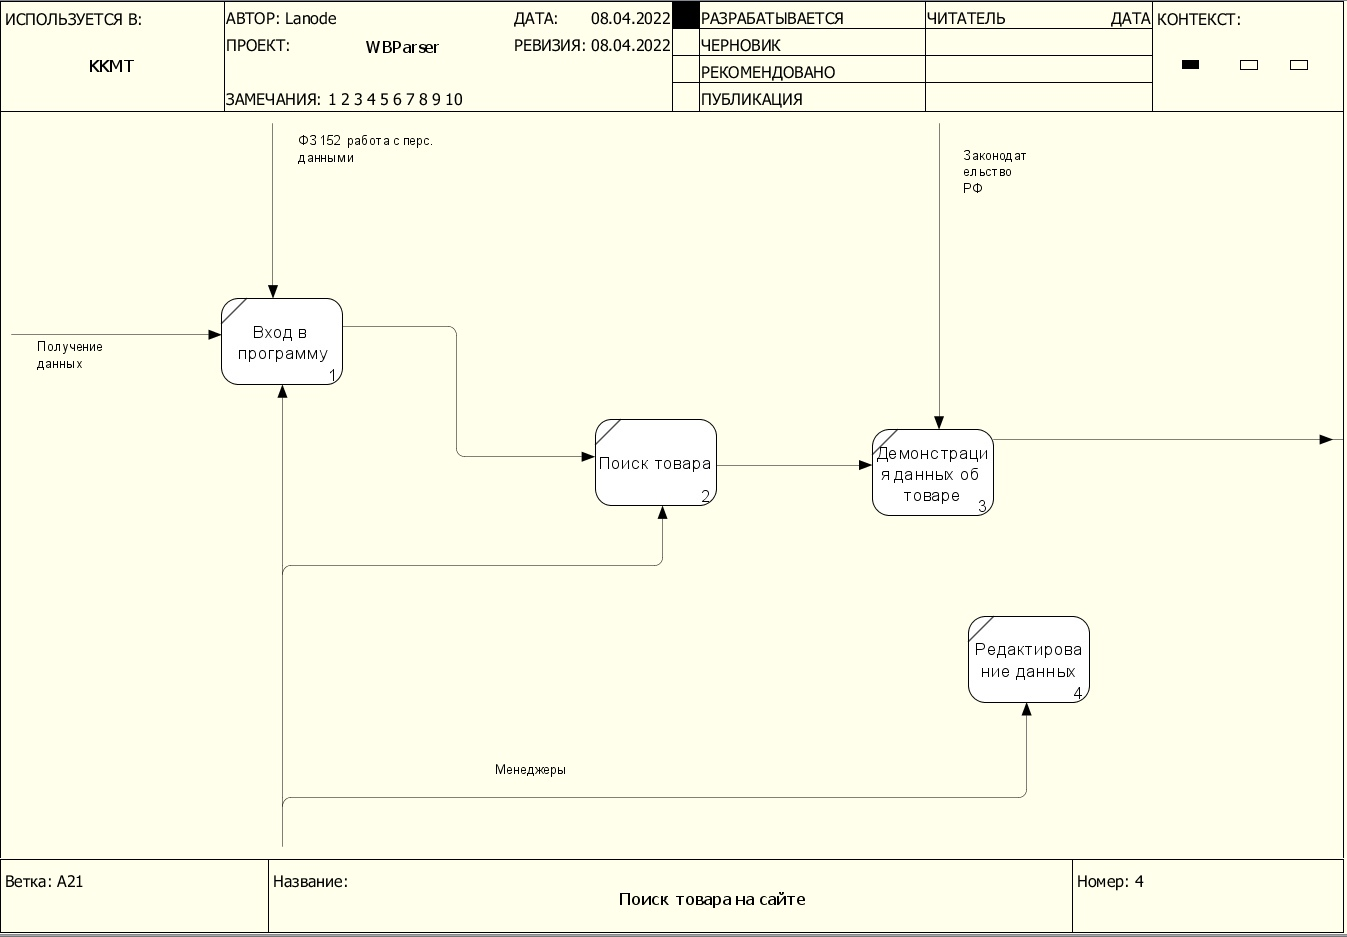 ИСПОЛЬЗУЕТСЯ В:
ККМТ
АВТОР: Lanode
ДАТА: 08.04.2022
ПРОЕКТ: WBParser
РЕВИЗИЯ: 08.04.2022
ЗАМЕЧАНИЯ: 1 2 3 4 5 6 7 8 9 10
РАЗРАБАТЫВАЕТСЯ
ЧЕРНОВИК
РЕКОМЕНДОВАНО
ПУБЛИКАЦИЯ
ЧИТАТЕЛЬ
ДАТА
КОНТЕКСТ:
ФЗ 152 работа с перс.
данными
Законодат
ельство
РФ
Получение
данных
Вход в
программу
1
Поиск товара
2
Демонстраци
я данных об
товаре
3
Редактирова
ние данных
4
Менеджеры
Ветка: A21
Название:
Поиск товара на сайте
Номер: 4